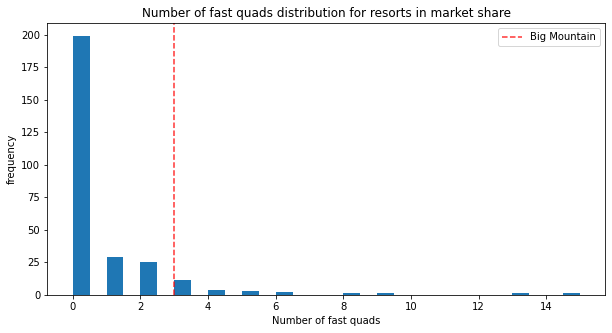 Number of fast quads distribution for resorts in market share
Big Mountain
200
175
150
125
100
75
50
25
0
frequency
0 2 4 6 8 10 12 14
Number of fast quads